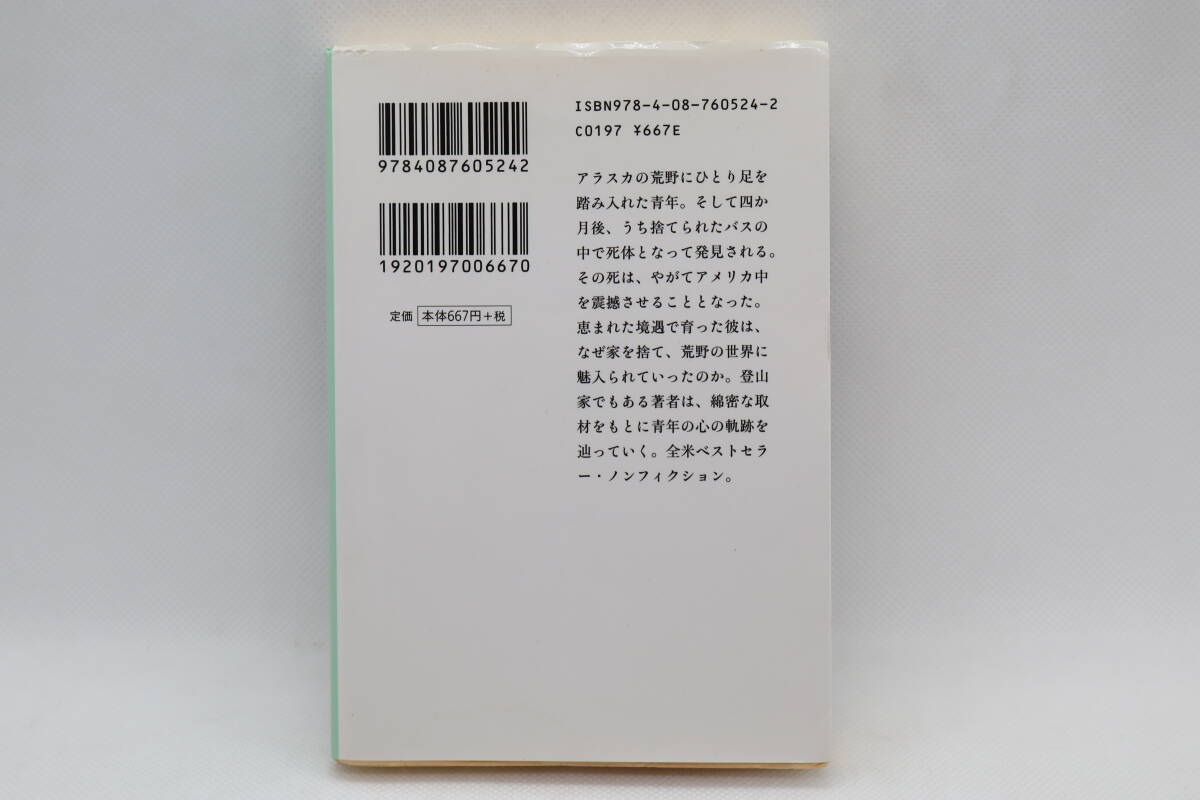 9784087605242
1920197006670
定価 本体667円+税
ISBN978-4-08-760524-2
C0197 ¥667E
アラスカの荒野にひとり足を
踏み入れた青年。そして四か
月後、うち捨てられたバスの
中で死体となって発見される。
その死は、やがてアメリカ中
を震撼させることとなった。
恵まれた境遇で育った彼は、
なぜ家を捨て、荒野の世界に
魅入られていったのか。登山
家でもある著者は、綿密な取
材をもとに青年の心の軌跡を
辿っていく。全米ベストセラ
ー・ノンフィクション。